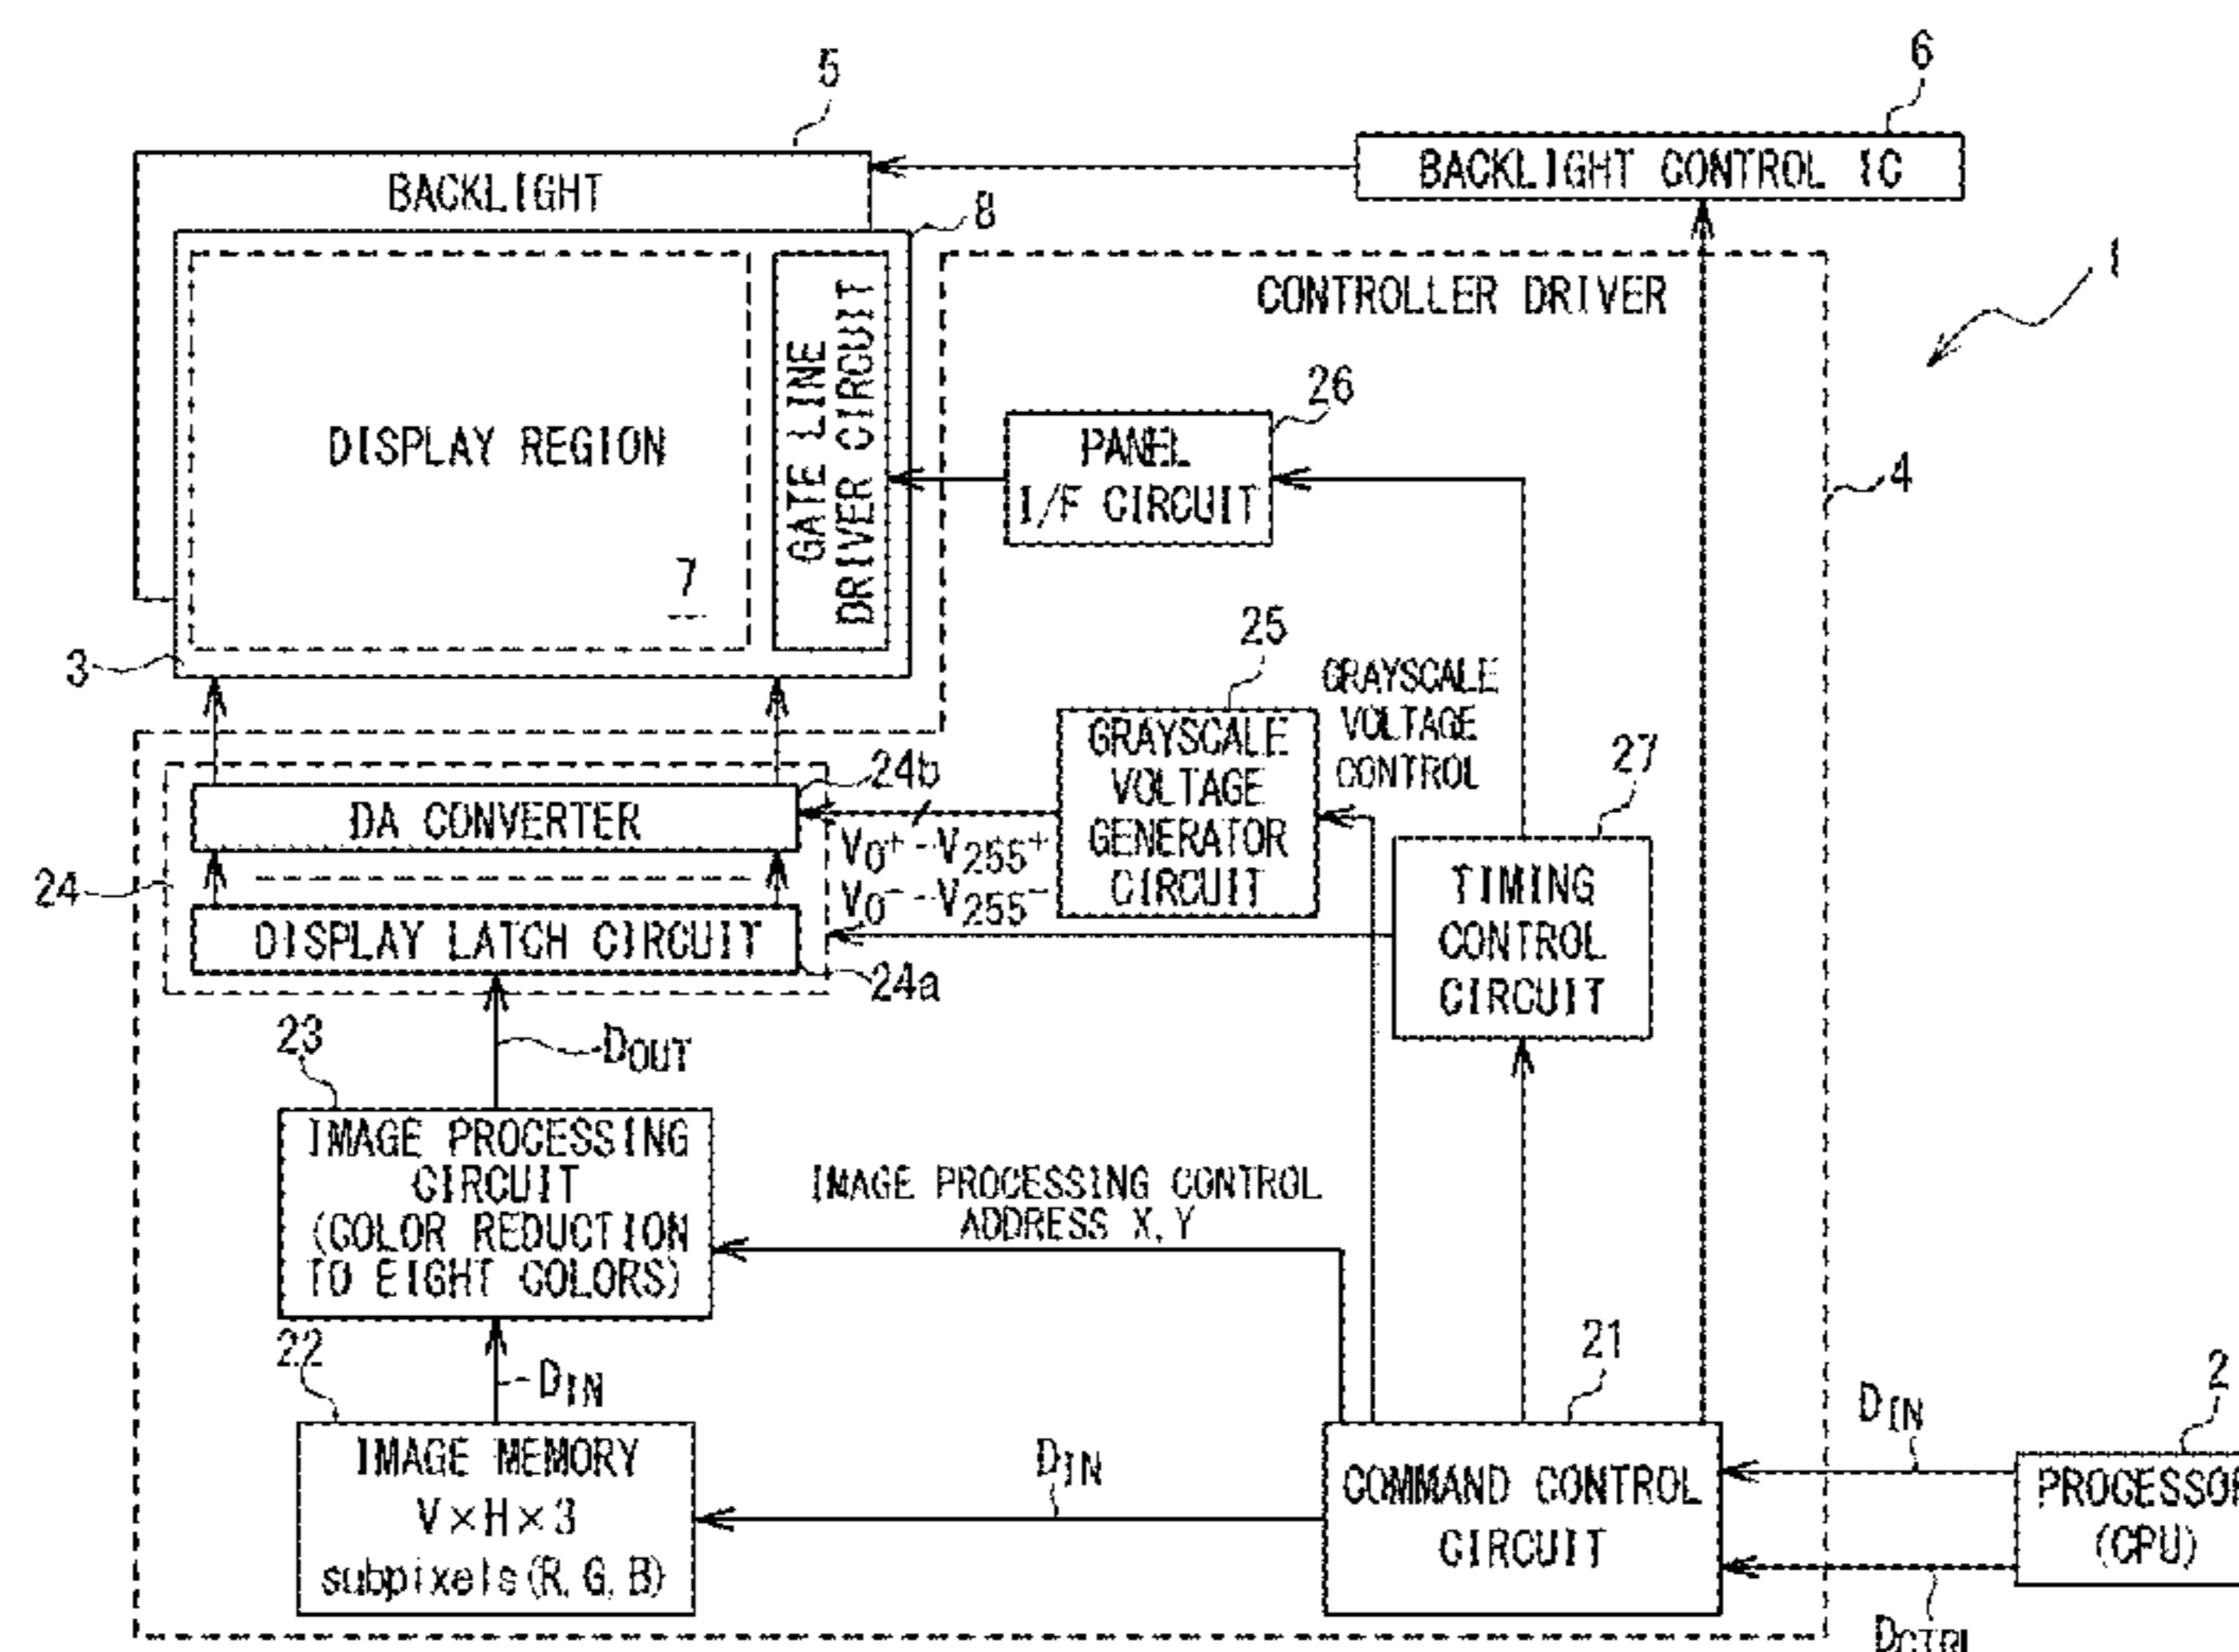 5
6
BACKLIGHT
BACKLIGHT CONTROL IC
8
1
CONTROLLER DRIVER
DISPLAY REGION
GATE LINE
DRIVER CIRCUIT
26
PANEL
I/F CIRCUIT
4
7
3
25
GRAYSCALE
VOLTAGE
CONTROL
GRAYSCALE
VOLTAGE
GENERATOR
CIRCUIT
27
24b
DA CONVERTER
V0+--V255+
V0---V255-
24
TIMING
CONTROL
CIRCUIT
DISPLAY LATCH CIRCUIT
24a
23
DOUT
IMAGE PROCESSING
CIRCUIT
(COLOR REDUCTION
TO EIGHT COLORS)
IMAGE PROCESSING CONTROL
ADDRESS X,Y
22
DIN
21
2
DIN
IMAGE MEMORY
V×H×3
subpixels(R,G,B)
DIN
COMMAND CONTROL
CIRCUIT
PROCESSOR
(CPU)
DCTRL